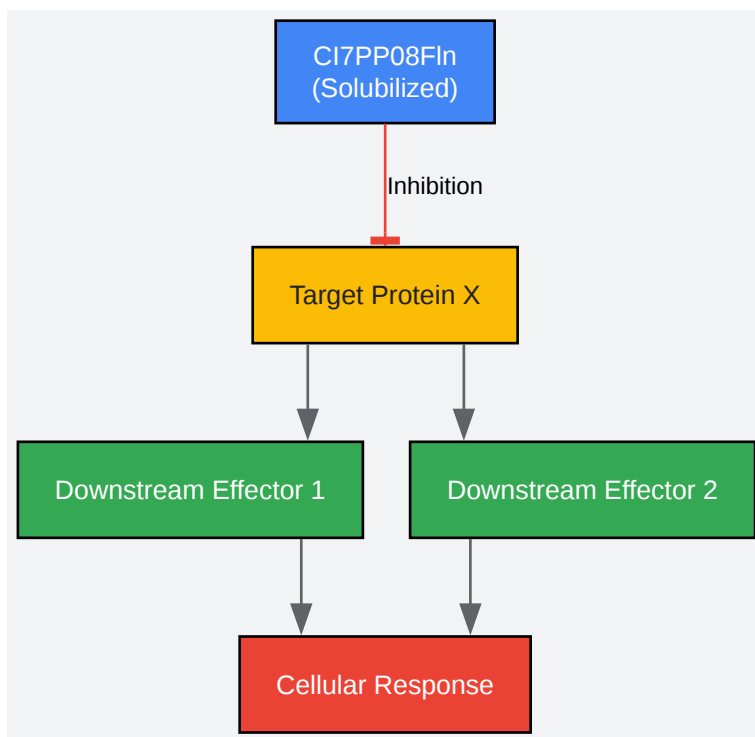 CI7PP08Fln
(Solubilized)
Inhibition
Target Protein X
Downstream Effector 1
Downstream Effector 2
Cellular Response